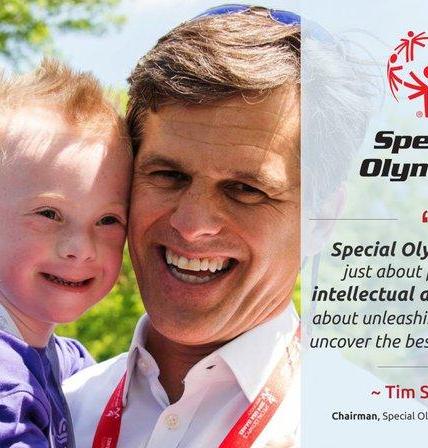 Spe
Olym
“
Special Oly
just about p
intellectual a
about unleashi
uncover the bes
~ Tim S
Chairman, Special Ol